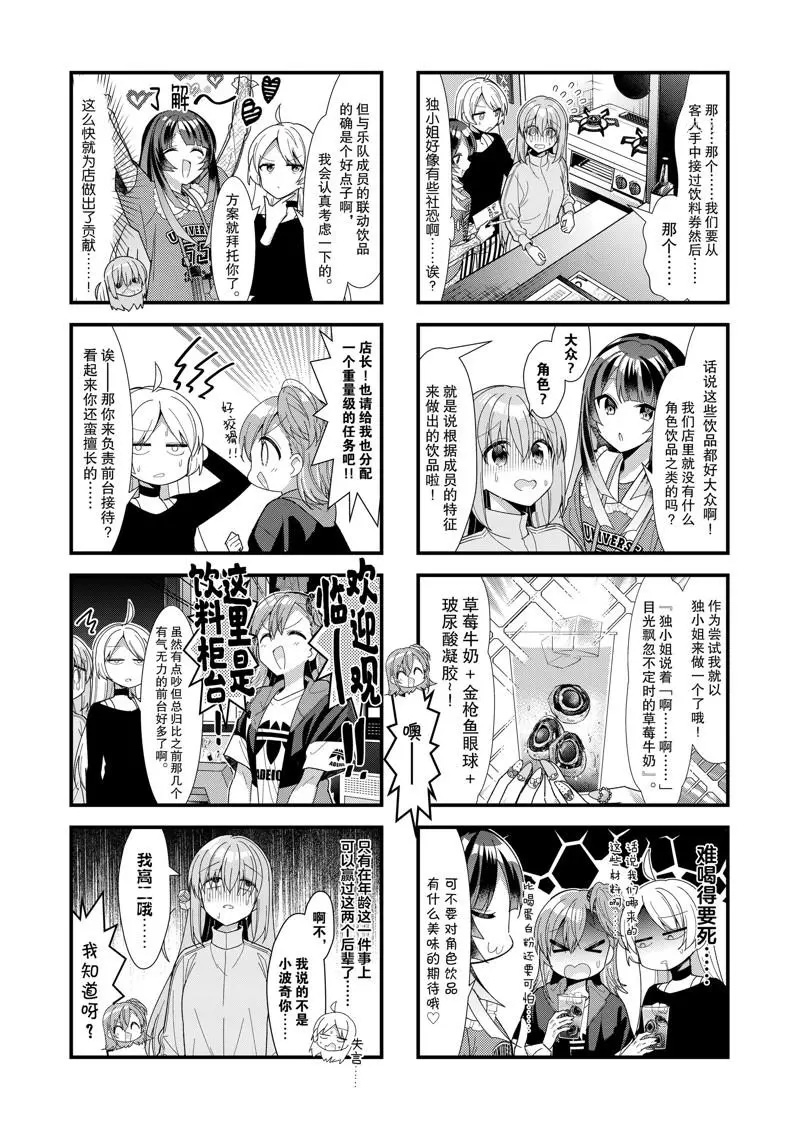 那、那个……我们要从
客人手中接过饮料券然后……
那个……
独小姐好像有些社恐啊……诶？
话说这些饮品都好大众啊！
我们店里就没有什么
角色饮品之类的吗？
大众？
角色？
就是说根据成员的特征
来做出的饮品啦！
作为尝试我就以
独小姐来做一个了哦！
『独小姐说着「啊……啊……」
目光飘忽不定时的草莓牛奶』。
草莓牛奶＋金枪鱼眼球＋
玻尿酸凝胶~！
噢——
难喝得要死……
话说我们哪来的
这些材料啊……
比喝蛋白粉还要可怕……
可不要对角色饮品
有什么美味的期待哦♡
但与乐队成员的联动饮品
的确是个好点子啊，
我会认真考虑一下的。
方案就拜托你了。
了解～
UNIVER
55
这么快就为店做出了
贡献……！
店长！也请给我也分配
一个重量级的任务吧!!
好狡猾!!
诶——那你来负责前台接待？
看起来你还蛮擅长的……
欢迎观
临——!!
这里是
饮料柜台！
ADEIO
虽然有点吵但总归比之前那几个
有气无力的前台好多了啊。
只有在年龄这一件事上
可以赢过这两个后辈了……
啊不，
我说的不是
小波奇你……
失言……
我高二哦……
我知道呀？